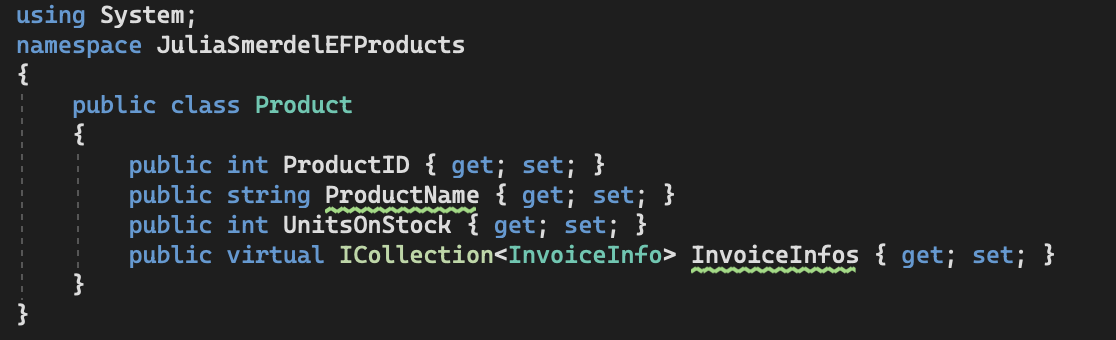 using System;
namespace JuliaSmerdelEFProducts
{
    public class Product
    {
        public int ProductID { get; set; }
        public string ProductName { get; set; }
        public int UnitsOnStock { get; set; }
        public virtual ICollection<InvoiceInfo> InvoiceInfos { get; set; }
    }
}